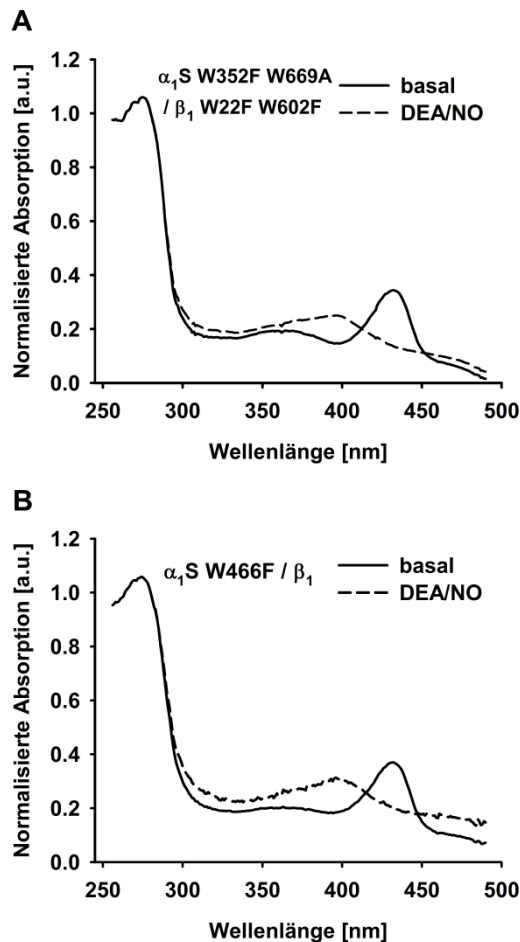 A
Normalisierte Absorption [a.u.]
1.2
1.0
0.8
0.6
0.4
0.2
0.0
α₁S W352F W669A
/ β₁ W22F W602F
basal
DEA/NO
250 300 350 400 450 500
Wellenlänge [nm]
B
Normalisierte Absorption [a.u.]
1.2
1.0
0.8
0.6
0.4
0.2
0.0
α₁S W466F / β₁
basal
DEA/NO
250 300 350 400 450 500
Wellenlänge [nm]